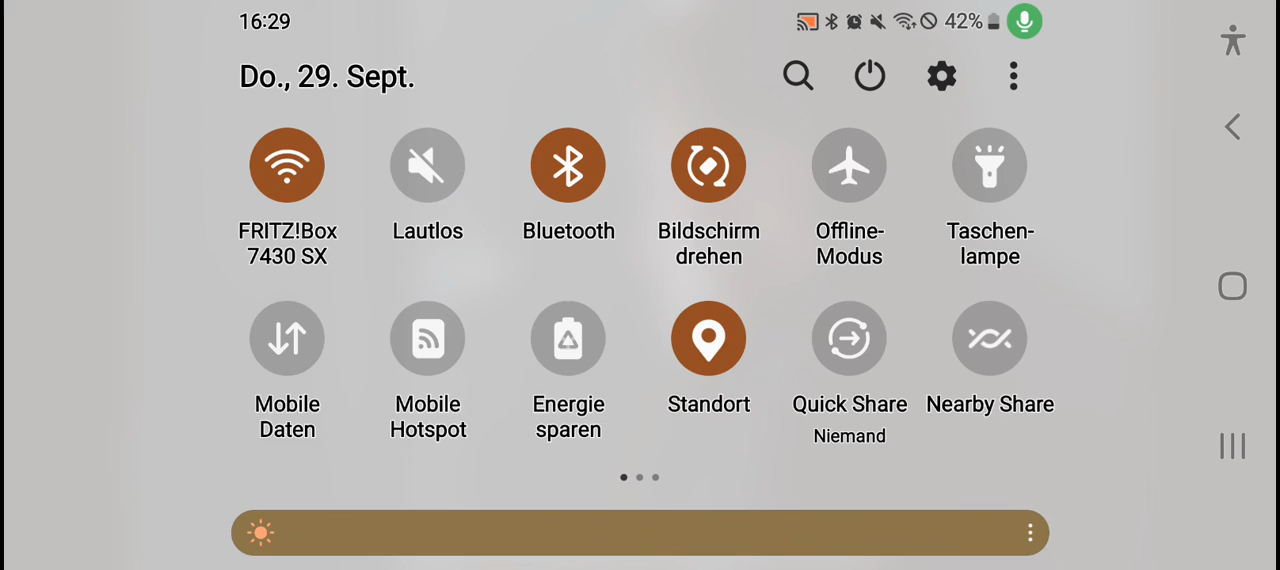 16:29
42%
Do., 29. Sept.
FRITZ!Box
7430 SX
Lautlos
Bluetooth
Bildschirm
drehen
Offline-
Modus
Taschen-
lampe
Mobile
Daten
Mobile
Hotspot
Energie
sparen
Standort
Quick Share
Niemand
Nearby Share